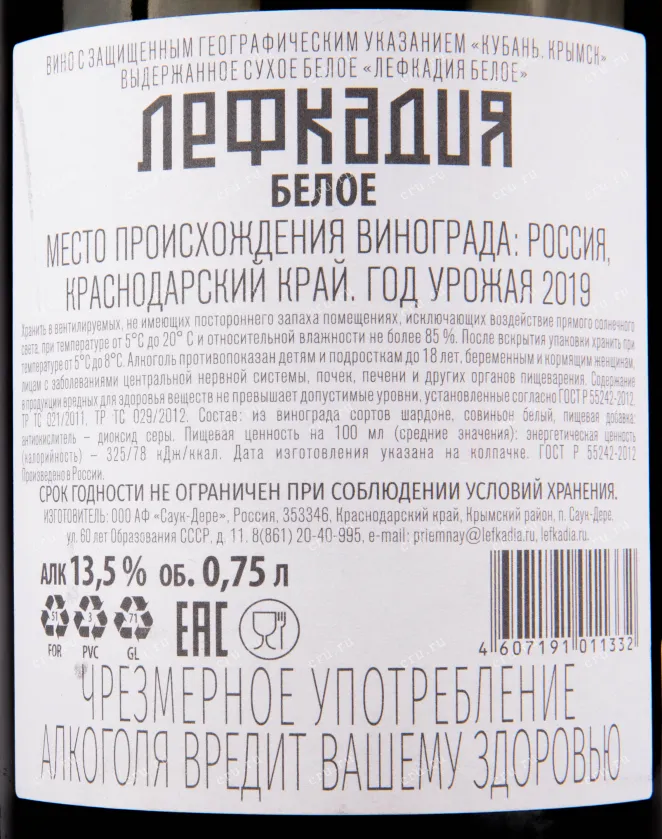 ВИНО С ЗАЩИЩЕННЫМ ГЕОГРАФИЧЕСКИМ УКАЗАНИЕМ «КУБАНЬ. КРЫМСК»
ВЫДЕРЖАННОЕ СУХОЕ БЕЛОЕ «ЛЕФКАДИЯ БЕЛОЕ»
ЛЕФКАДИЯ
БЕЛОЕ
МЕСТО ПРОИСХОЖДЕНИЯ ВИНОГРАДА: РОССИЯ,
КРАСНОДАРСКИЙ КРАЙ. ГОД УРОЖАЯ 2019
Хранить в вентилируемых, не имеющих постороннего запаха помещениях, исключающих воздействие прямого солнечного
света, при температуре от 5°С до 20° С и относительной влажности не более 85 %. После вскрытия упаковки хранить при
температуре от 5°С до 8°С. Алкоголь противопоказан детям и подросткам до 18 лет, беременным и кормящим женщинам,
лицам с заболеваниями центральной нервной системы, почек, печени и других органов пищеварения. Содержание
в продукции вредных для здоровья веществ не превышает допустимые уровни, установленные согласно ГОСТ Р 55242-2012,
ТР ТС 021/2011, ТР ТС 029/2012. Состав: из винограда сортов шардоне, совиньон белый, пищевая добавка:
антиокислитель – диоксид серы. Пищевая ценность на 100 мл (средние значения): энергетическая ценность
(калорийность) – 325/78 кДж/ккал. Дата изготовления указана на колпачке. ГОСТ Р 55242-2012
Произведено в России.
СРОК ГОДНОСТИ НЕ ОГРАНИЧЕН ПРИ СОБЛЮДЕНИИ УСЛОВИЙ ХРАНЕНИЯ.
ИЗГОТОВИТЕЛЬ: ООО АФ «Саук-Дере», Россия, 353346, Краснодарский край, Крымский район, п. Саук-Дере,
ул. 60 лет Образования СССР, д. 11. 8(861) 20-40-995, e-mail: priemnay@lefkadia.ru, lefkadia.ru.
АЛК 13,5 % ОБ. 0,75 Л
51 3 71
FOR PVC GL
ЕАС
4 607191 011332
ЧРЕЗМЕРНОЕ УПОТРЕБЛЕНИЕ
АЛКОГОЛЯ ВРЕДИТ ВАШЕМУ ЗДОРОВЬЮ